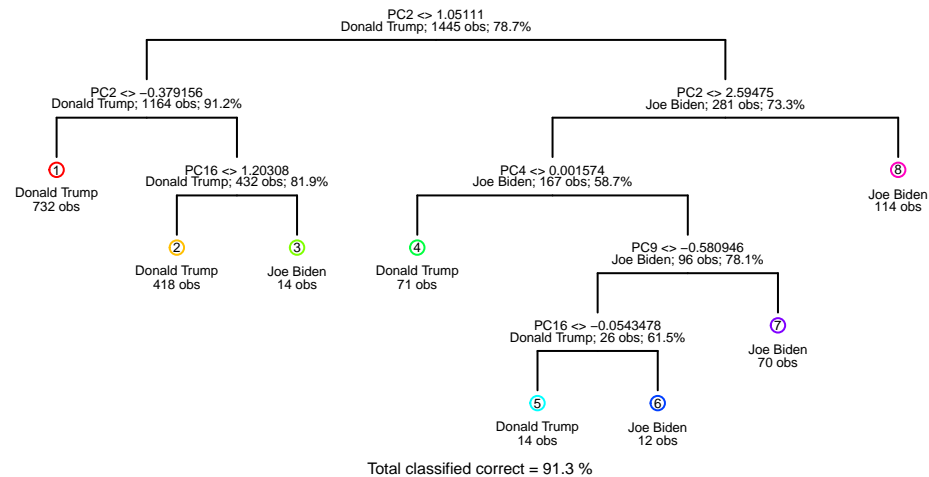 PC2 <> 1.05111
Donald Trump; 1445 obs; 78.7%
PC2 <> −0.379156
Donald Trump; 1164 obs; 91.2%
PC2 <> 2.59475
Joe Biden; 281 obs; 73.3%
1
Donald Trump
732 obs
PC16 <> 1.20308
Donald Trump; 432 obs; 81.9%
PC4 <> 0.001574
Joe Biden; 167 obs; 58.7%
8
Joe Biden
114 obs
2
Donald Trump
418 obs
3
Joe Biden
14 obs
4
Donald Trump
71 obs
PC9 <> −0.580946
Joe Biden; 96 obs; 78.1%
PC16 <> −0.0543478
Donald Trump; 26 obs; 61.5%
7
Joe Biden
70 obs
5
Donald Trump
14 obs
6
Joe Biden
12 obs
Total classified correct = 91.3 %